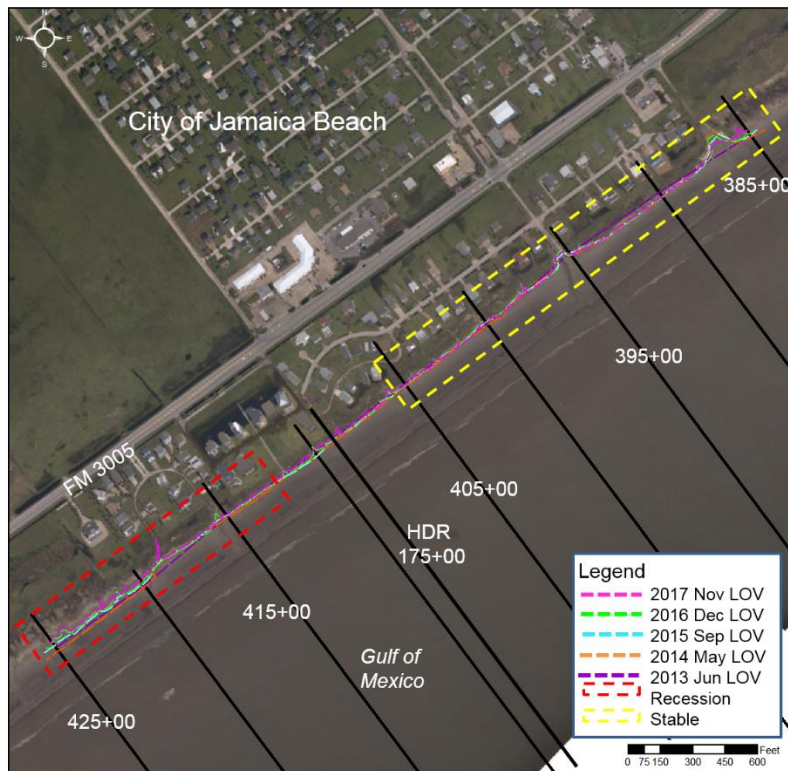 N
W E
S
City of Jamaica Beach
385+00
395+00
FM 3005
405+00
HDR
175+00
415+00
Gulf of
Mexico
425+00
Legend
2017 Nov LOV
2016 Dec LOV
2015 Sep LOV
2014 May LOV
2013 Jun LOV
Recession
Stable
Feet
0 75 150 300 450 600